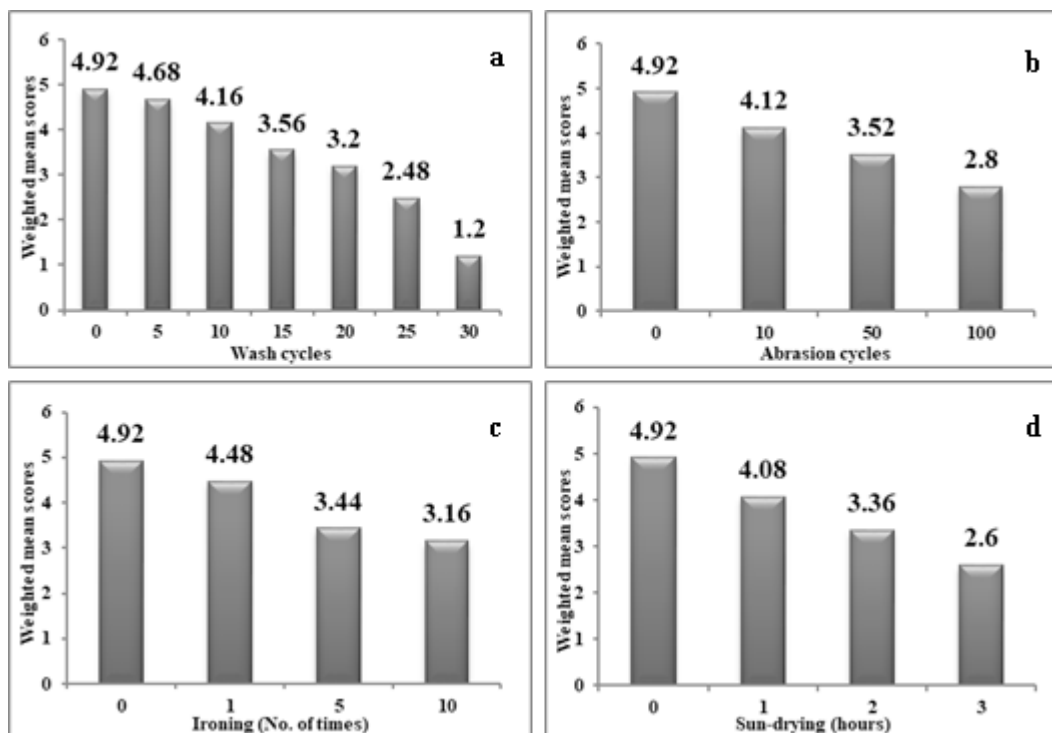 a
Weighted mean scores
6
5
4
3
2
1
0
4.92
4.68
4.16
3.56
3.2
2.48
1.2
0 5 10 15 20 25 30
Wash cycles
b
Weighted mean scores
6
5
4
3
2
1
0
4.92
4.12
3.52
2.8
0 10 50 100
Abrasion cycles
c
Weighted mean scores
6
5
4
3
2
1
0
4.92
4.48
3.44
3.16
0 1 5 10
Ironing (No. of times)
d
Weighted mean scores
6
5
4
3
2
1
0
4.92
4.08
3.36
2.6
0 1 2 3
Sun-drying (hours)